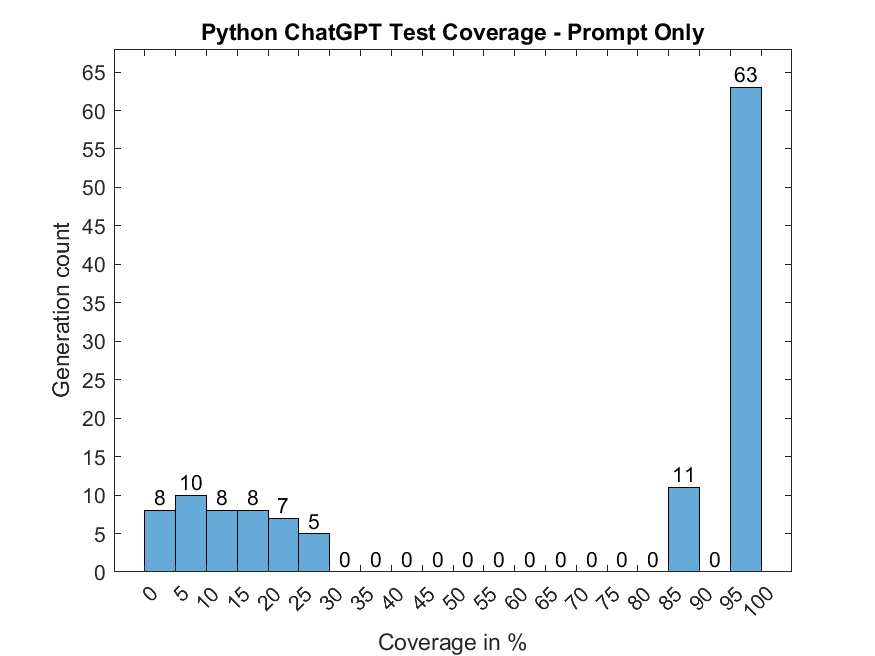 Python ChatGPT Test Coverage - Prompt Only
65
60
55
50
45
40
35
30
25
20
15
10
5
0
Generation count
8 10 8 8 7 5 0 0 0 0 0 0 0 0 0 0 0 11 0 63
0 5 10 15 20 25 30 35 40 45 50 55 60 65 70 75 80 85 90 95 100
Coverage in %